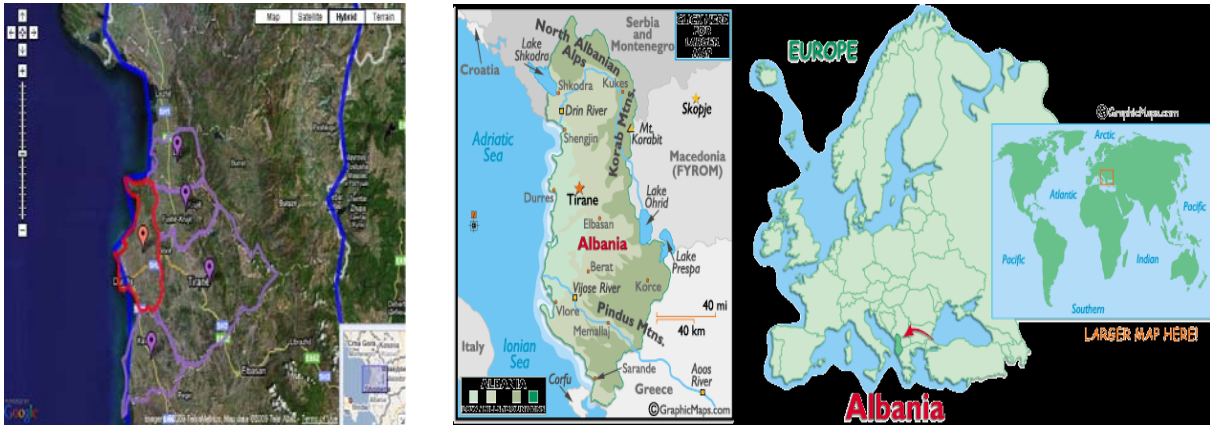 Map
Satellite
Hybrid
Terrain
Tirane
Elbasan
Librazhd
Google
CLICK HERE
FOR
LARGER
MAP
Serbia
and
Montenegro
North Albanian
Alps
Lake
Shkodra
Croatia
Shkodra
Kukes
Skopje
Drin River
Korab Mtns.
Mt.
Korabit
Shengjin
Adriatic
Sea
Macedonia
(FYROM)
Durres
Tirane
Lake
Ohrid
Elbasan
Albania
Lake
Prespa
Berat
Korce
Vijose River
Vlore
Pindus Mtns.
Memallaj
40 mi
40 km
Italy
Ionian
Sea
Sarande
Corfu
Greece
Aoos
River
ALBANIA
©GraphicMaps.com
EUROPE
©GraphicMaps.com
Arctic
Atlantic
Pacific
Pacific
Indian
Southern
LARGER MAP HERE!
Albania